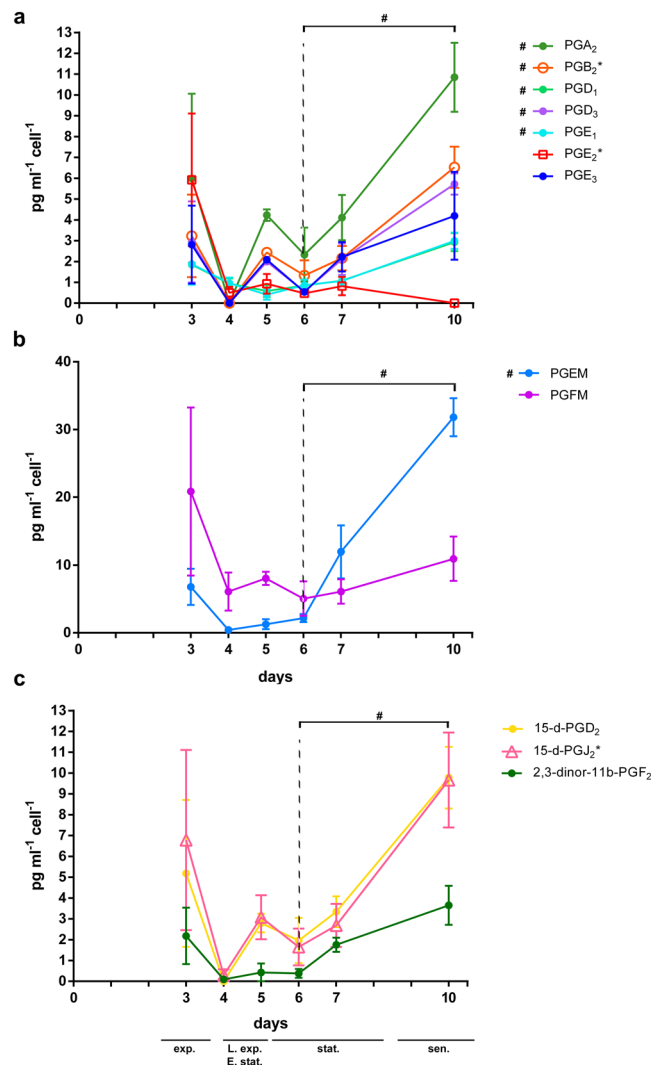 a
#
13
12
11
10
9
8
7
6
5
4
3
2
1
0
pg ml-1 cell-1
0 3 4 5 6 7 10
# PGA2
# PGB2*
# PGD1
# PGD3
# PGE1
PGE2*
PGE3
b
#
40
30
20
10
0
pg ml-1 cell-1
0 3 4 5 6 7 10
days
# PGEM
PGFM
c
#
13
12
11
10
9
8
7
6
5
4
3
2
1
0
pg ml-1 cell-1
0 3 4 5 6 7 10
days
15-d-PGD2
15-d-PGJ2*
2,3-dinor-11b-PGF2
exp. L. exp. stat. sen.
E. stat.